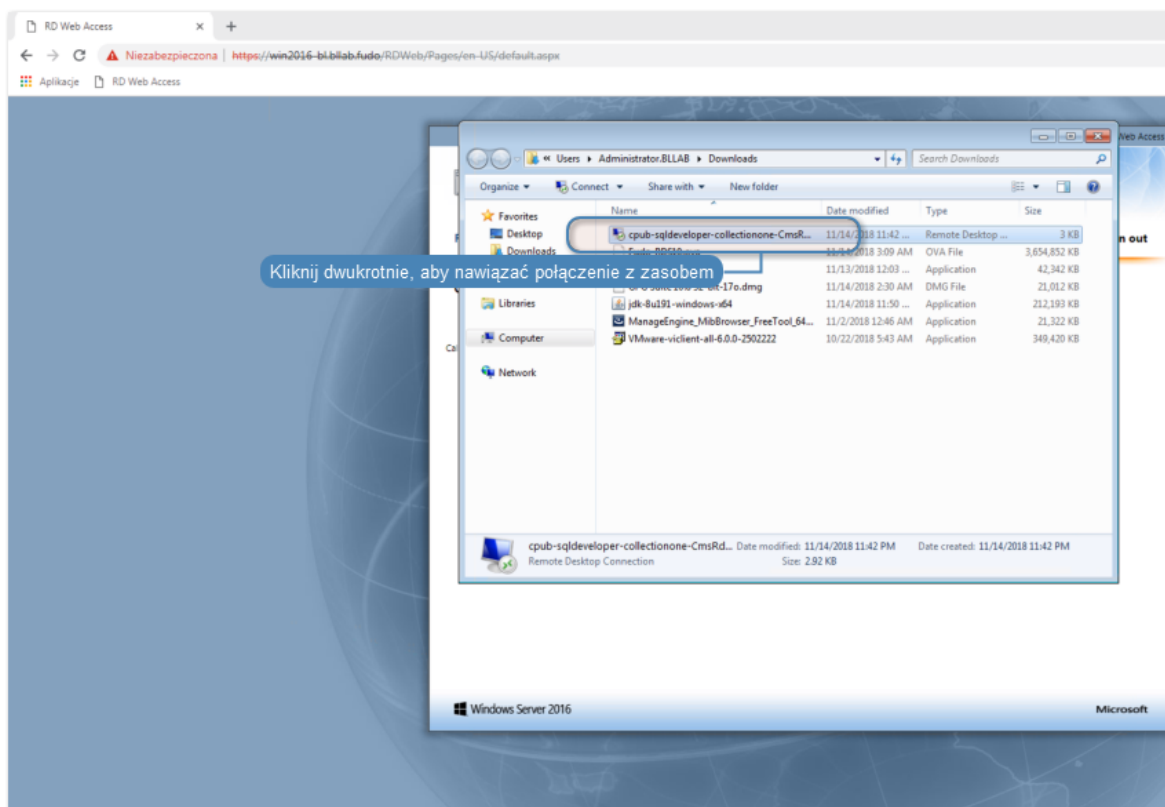 RD Web Access
Niezabezpieczona | https://win2016-bl.bllab.fudo/RDWeb/Pages/en-US/default.aspx
Aplikacje RD Web Access
Web Access
« Users Administrator.BLLAB Downloads Search Downloads
Organize Connect Share with New folder
Favorites Name Date modified Type Size
Desktop cpub-sqldeveloper-collectionone-CmsR... 11/14/2018 11:42 ... Remote Desktop ... 3 KB
n out
Downloads 11/14/2018 3:09 AM OVA File 3,654,852 KB
Kliknij dwukrotnie, aby nawiązać połączenie z zasobem 11/13/2018 12:03 ... Application 42,342 KB
11/14/2018 2:30 AM DMG File 21,012 KB
Libraries jdk-8u191-windows-x64 11/14/2018 11:50 ... Application 212,193 KB
ManageEngine_MibBrowser_FreeTool_64... 11/2/2018 12:46 AM Application 21,322 KB
Computer VMware-viclient-all-6.0.0-2502222 10/22/2018 5:43 AM Application 349,420 KB
Cal
Network
cpub-sqldeveloper-collectionone-CmsRd... Date modified: 11/14/2018 11:42 PM Date created: 11/14/2018 11:42 PM
Remote Desktop Connection Size: 2.92 KB
Windows Server 2016 Microsoft